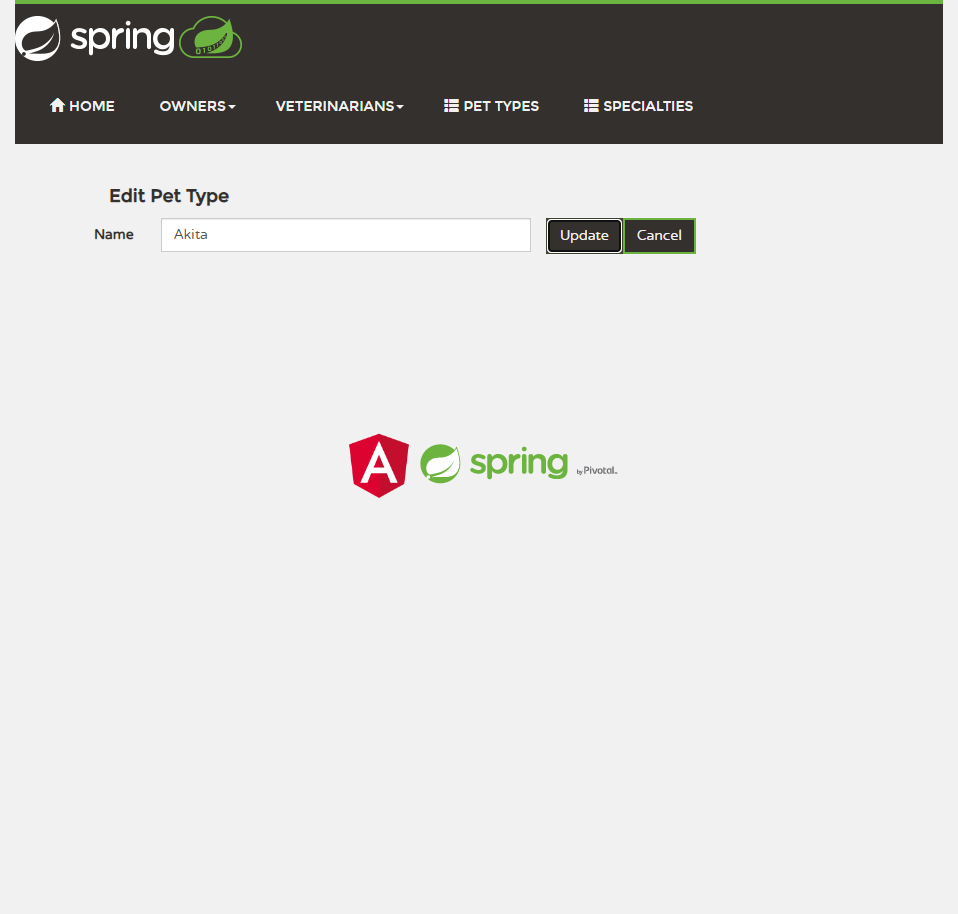 spring
HOME OWNERS VETERINARIANS PET TYPES SPECIALTIES
Edit Pet Type
Name Akita Update Cancel
A spring by Pivotal.